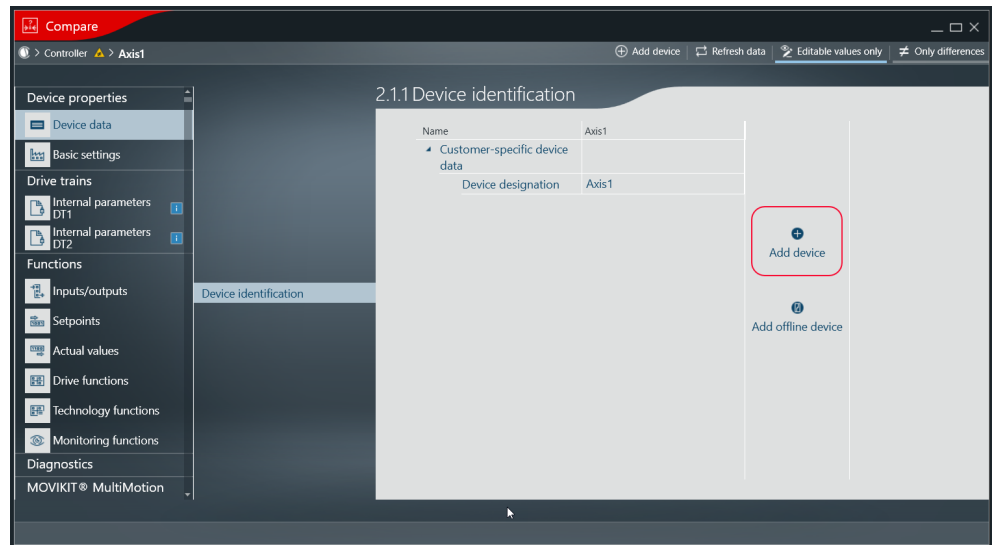 Compare
> Controller > Axis1
Add device
Refresh data
Editable values only
Only differences
Device properties
Device data
Basic settings
Drive trains
Internal parameters
DT1
Internal parameters
DT2
Functions
Inputs/outputs
Setpoints
Actual values
Drive functions
Technology functions
Monitoring functions
Diagnostics
MOVIKIT® MultiMotion
Device identification
2.1.1 Device identification
Name Axis1
Customer-specific device
data
Device designation Axis1
Add device
Add offline device